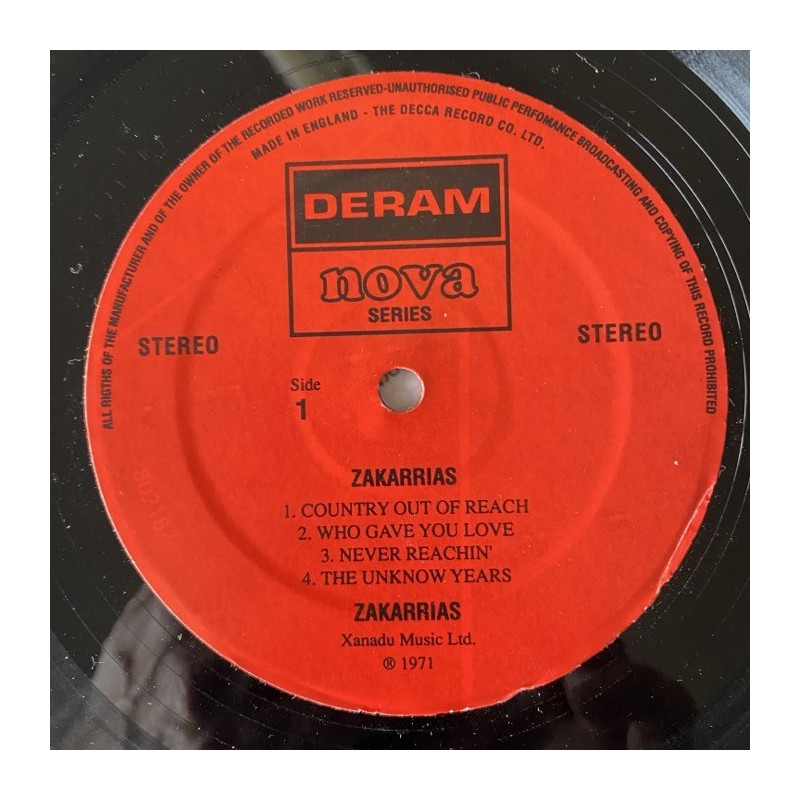 ALL RIGTHS OF THE MANUFACTURER AND OF THE OWNER OF THE RECORDED WORK RESERVED-UNAUTHORISED PUBLIC PERFOMANCE BROADCASTING AND COPYING OF THIS RECORD PROHIBITED
MADE IN ENGLAND - THE DECCA RECORD CO. LTD.
DERAM
nova
SERIES
STEREO
STEREO
Side
1
ZAKARRIAS
1. COUNTRY OUT OF REACH
2. WHO GAVE YOU LOVE
3. NEVER REACHIN'
4. THE UNKNOW YEARS
ZAKARRIAS
Xanadu Music Ltd.
® 1971